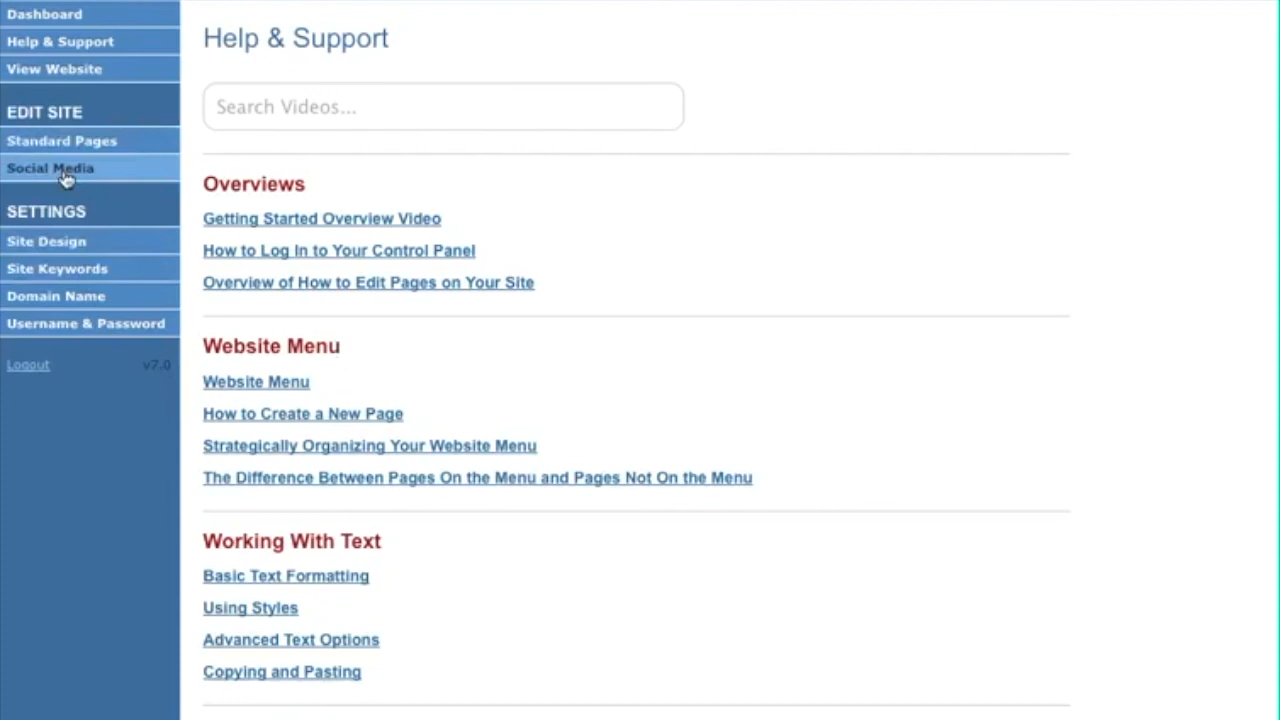 Dashboard
Help & Support
View Website
EDIT SITE
Standard Pages
Social Media
SETTINGS
Site Design
Site Keywords
Domain Name
Username & Password
Logout v7.0
Help & Support
Search Videos...
Overviews
Getting Started Overview Video
How to Log In to Your Control Panel
Overview of How to Edit Pages on Your Site
Website Menu
Website Menu
How to Create a New Page
Strategically Organizing Your Website Menu
The Difference Between Pages On the Menu and Pages Not On the Menu
Working With Text
Basic Text Formatting
Using Styles
Advanced Text Options
Copying and Pasting